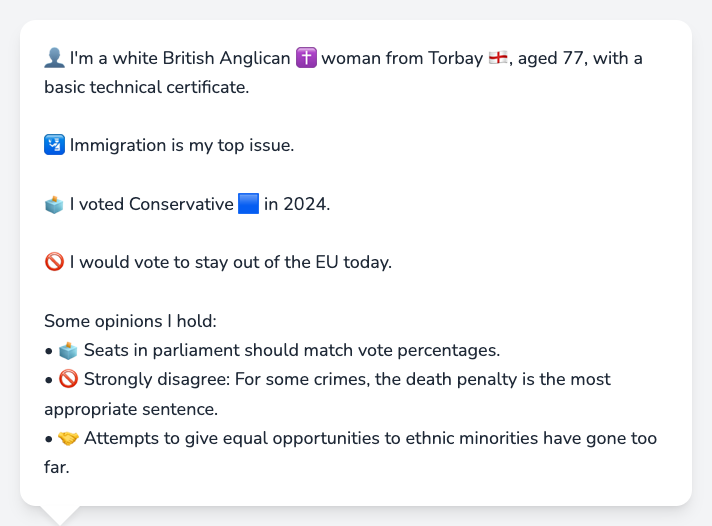 👤 I'm a white British Anglican ✝️ woman from Torbay 🏴󠁧󠁢󠁥󠁮󠁧󠁿, aged 77, with a
basic technical certificate.
🛂 Immigration is my top issue.
🗳️ I voted Conservative 🟦 in 2024.
🚫 I would vote to stay out of the EU today.
Some opinions I hold:
• 🗳️ Seats in parliament should match vote percentages.
• 🚫 Strongly disagree: For some crimes, the death penalty is the most
appropriate sentence.
• 🤝 Attempts to give equal opportunities to ethnic minorities have gone too
far.